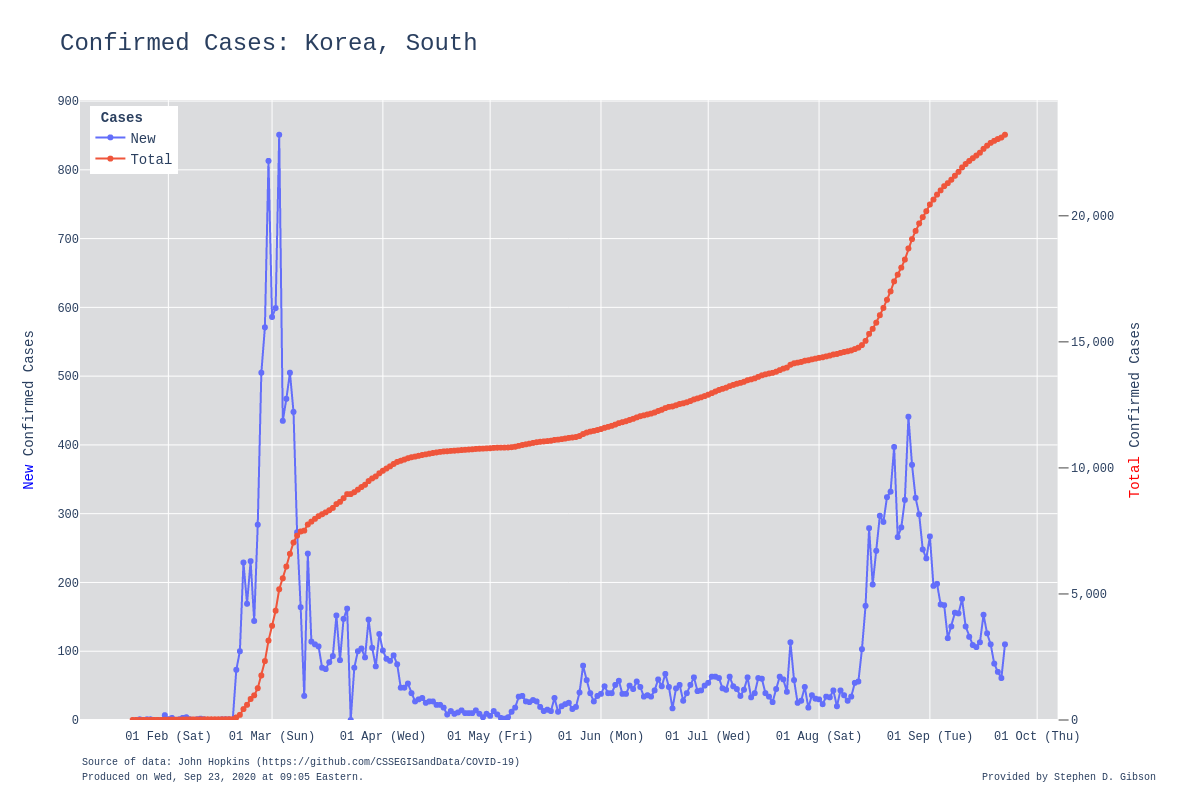 Confirmed Cases: Korea, South
Cases
New
Total
900
800
700
600
500
400
300
200
100
0
New Confirmed Cases
20,000
15,000
10,000
5,000
0
Total Confirmed Cases
01 Feb (Sat) 01 Mar (Sun) 01 Apr (Wed) 01 May (Fri) 01 Jun (Mon) 01 Jul (Wed) 01 Aug (Sat) 01 Sep (Tue) 01 Oct (Thu)
Source of data: John Hopkins (https://github.com/CSSEGISandData/COVID-19)
Produced on Wed, Sep 23, 2020 at 09:05 Eastern.
Provided by Stephen D. Gibson